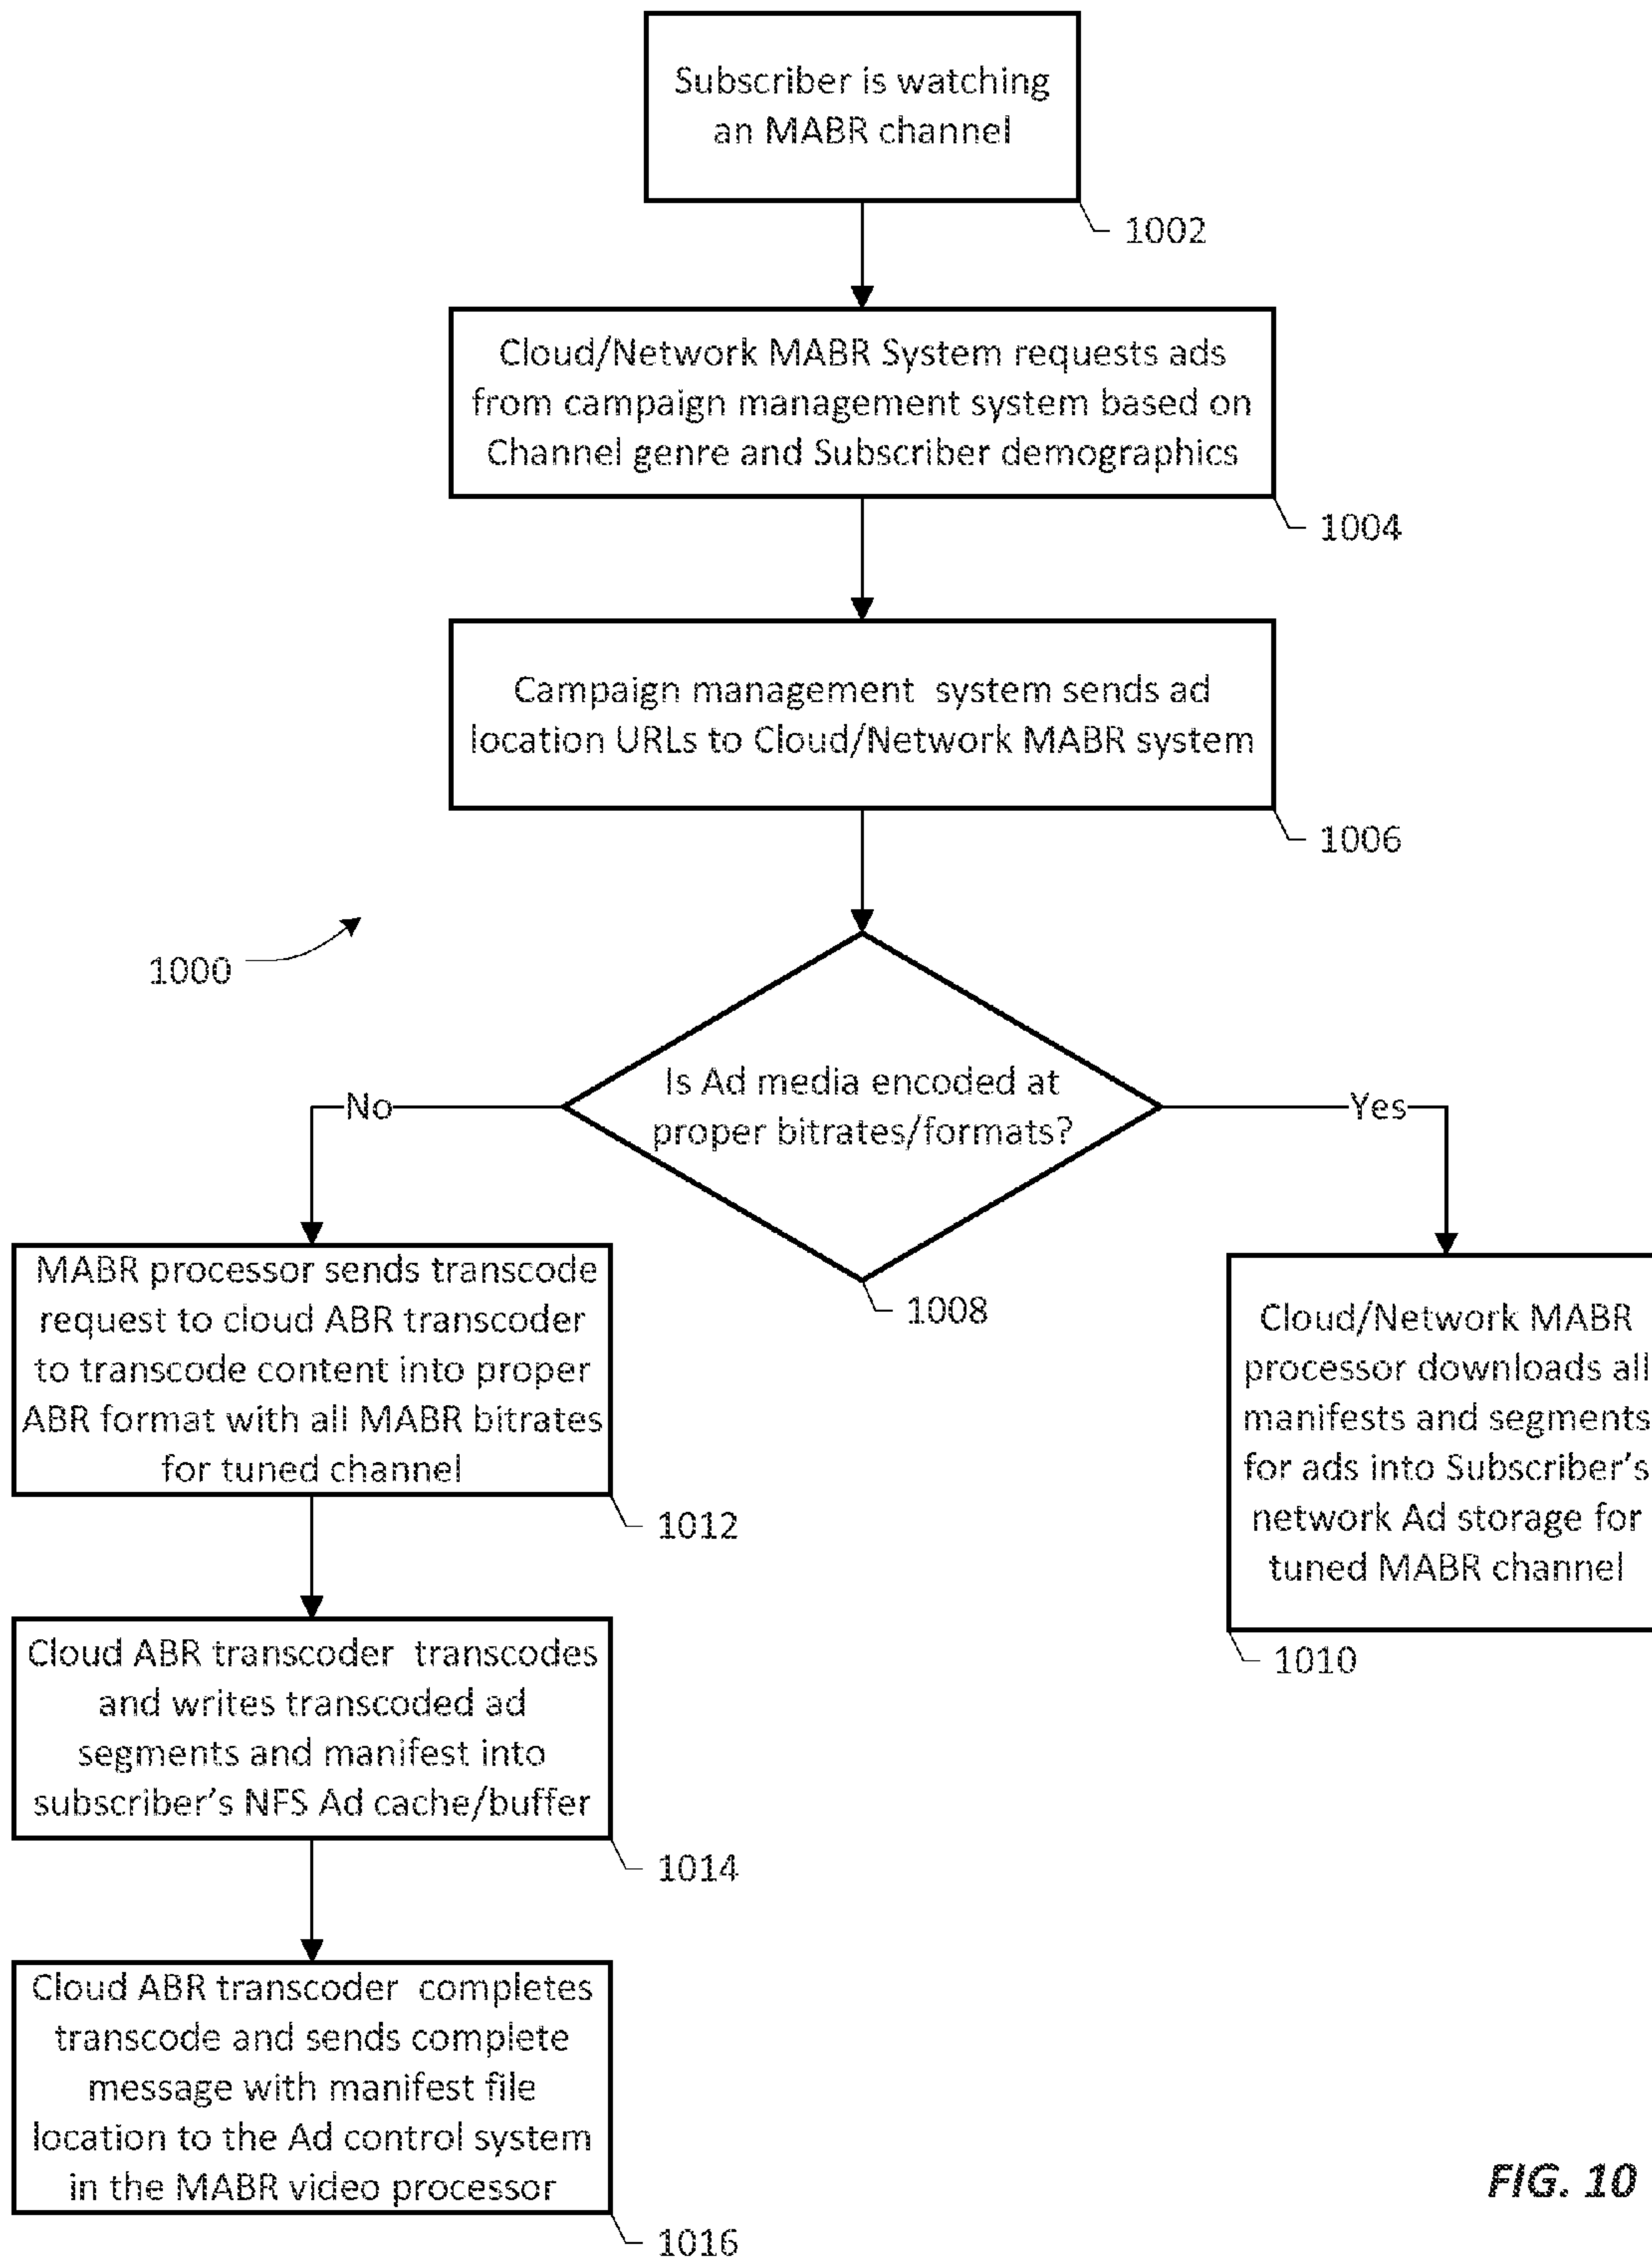 Subscriber is watching
an MABR channel
1002
Cloud/Network MABR System requests ads
from campaign management system based on
Channel genre and Subscriber demographics
1004
Campaign management system sends ad
location URLs to Cloud/Network MABR system
1006
1000
Is Ad media encoded at
proper bitrates/formats?
1008
No
Yes
MABR processor sends transcode
request to cloud ABR transcoder
to transcode content into proper
ABR format with all MABR bitrates
for tuned channel
1012
Cloud/Network MABR
processor downloads all
manifests and segments
for ads into Subscriber's
network Ad storage for
tuned MABR channel
1010
Cloud ABR transcoder transcodes
and writes transcoded ad
segments and manifest into
subscriber's NFS Ad cache/buffer
1014
Cloud ABR transcoder completes
transcode and sends complete
message with manifest file
location to the Ad control system
in the MABR video processor
1016
FIG. 10